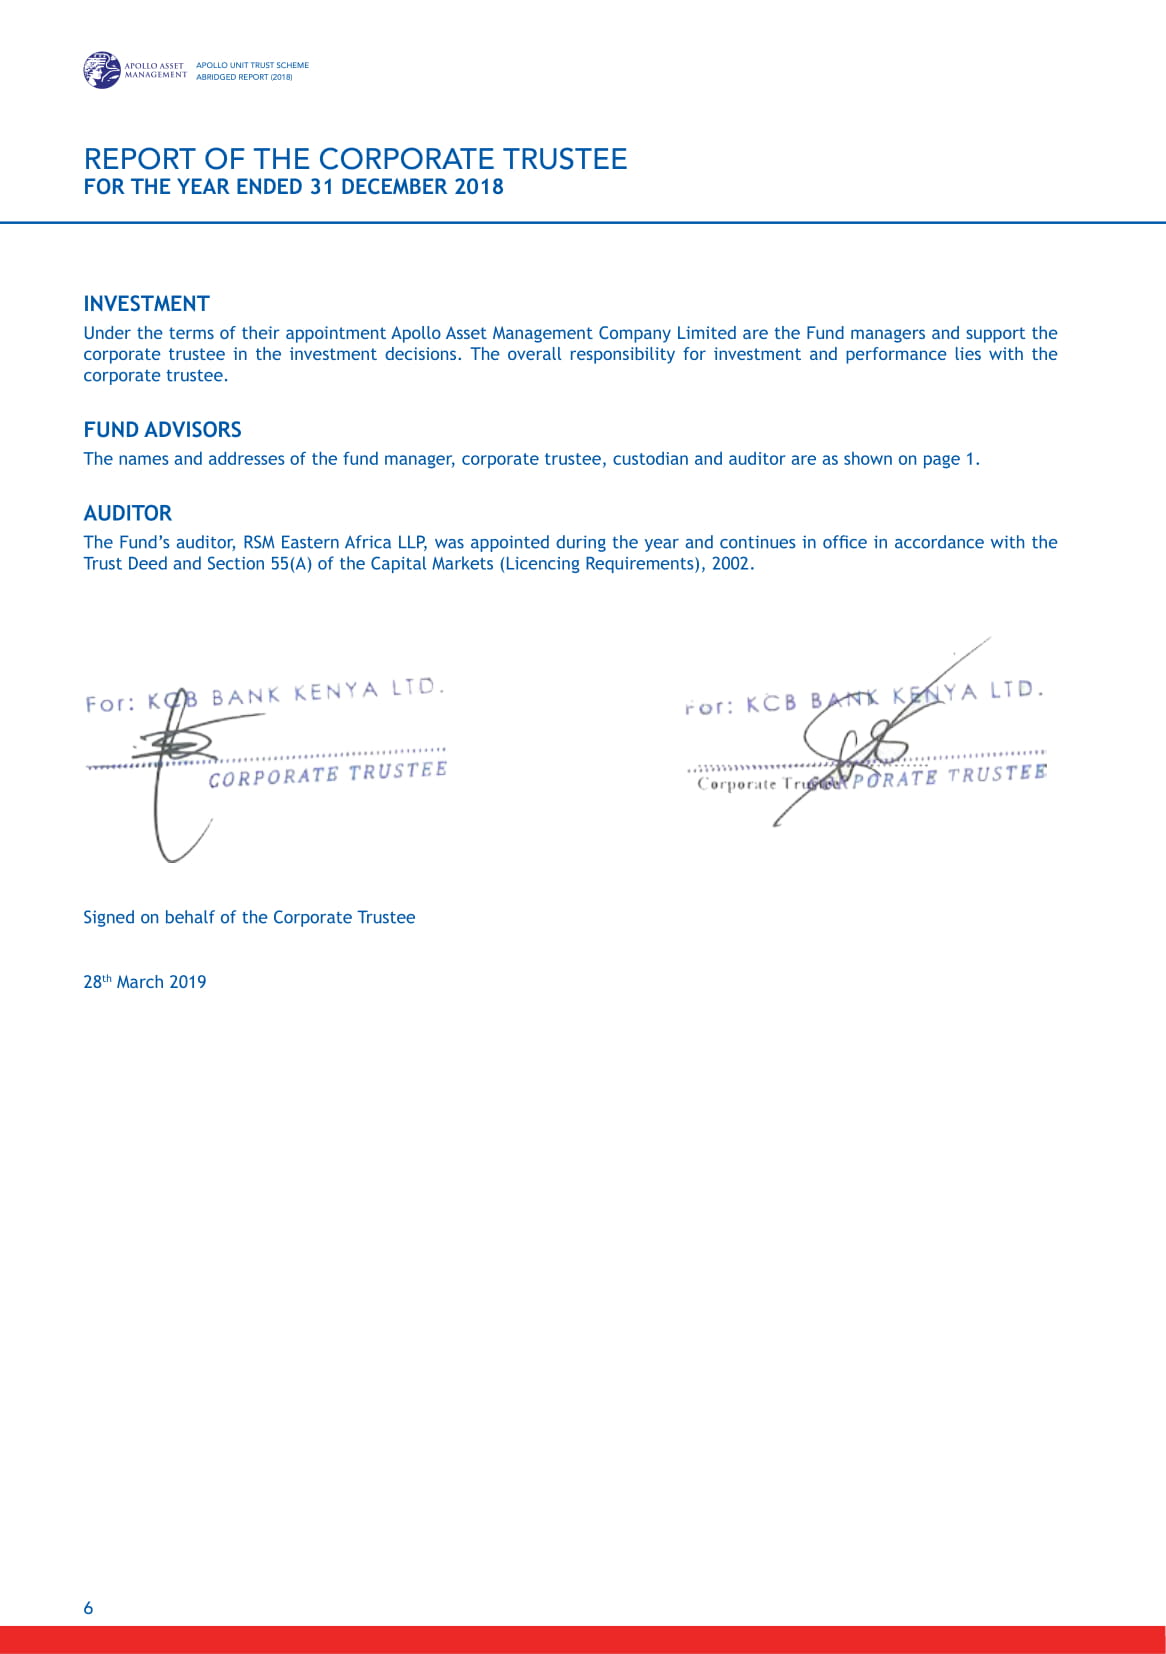 APOLLO ASSET
MANAGEMENT
APOLLO UNIT TRUST SCHEME
ABRIDGED REPORT (2018)
REPORT OF THE CORPORATE TRUSTEE
FOR THE YEAR ENDED 31 DECEMBER 2018
INVESTMENT
Under the terms of their appointment Apollo Asset Management Company Limited are the Fund managers and support the
corporate trustee in the investment decisions. The overall responsibility for investment and performance lies with the
corporate trustee.
FUND ADVISORS
The names and addresses of the fund manager, corporate trustee, custodian and auditor are as shown on page 1.
AUDITOR
The Fund’s auditor, RSM Eastern Africa LLP, was appointed during the year and continues in office in accordance with the
Trust Deed and Section 55(A) of the Capital Markets (Licencing Requirements), 2002.
For: KCB BANK KENYA LTD.
CORPORATE TRUSTEE
For: KCB BANK KENYA LTD.
Corporate Trustee
CORPORATE TRUSTEE
Signed on behalf of the Corporate Trustee
28th March 2019
6